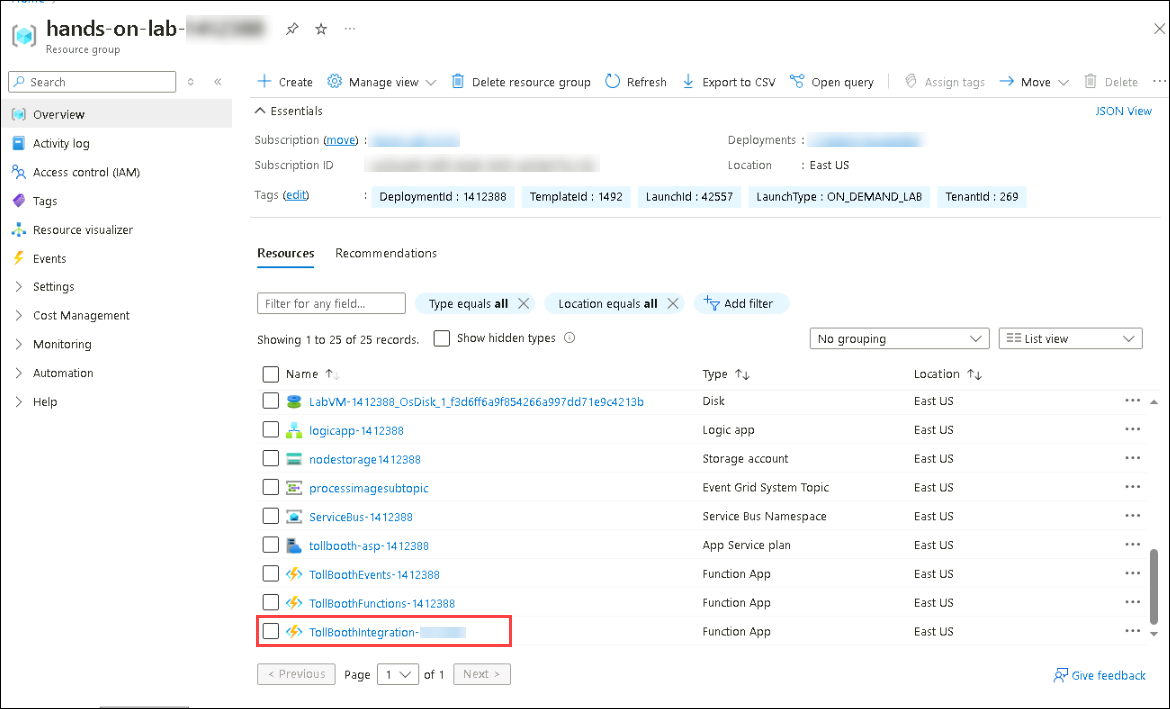 hands-on-lab-
Resource group
Search
Create Manage view Delete resource group Refresh Export to CSV Open query Assign tags Move Delete
Overview
Activity log
Access control (IAM)
Tags
Resource visualizer
Events
Settings
Cost Management
Monitoring
Automation
Help
Essentials
JSON View
Subscription (move) :
Deployments :
Subscription ID
Location : East US
Tags (edit) : DeploymentId : 1412388 TemplateId : 1492 LaunchId : 42557 LaunchType : ON_DEMAND_LAB TenantId : 269
Resources Recommendations
Filter for any field... Type equals all Location equals all Add filter
Showing 1 to 25 of 25 records. Show hidden types No grouping List view
Name Type Location
LabVM-1412388_OsDisk_1_f3d6ff6a9f854266a997dd71e9c4213b Disk East US
logicapp-1412388 Logic app East US
nodestorage1412388 Storage account East US
processimagesubtopic Event Grid System Topic East US
ServiceBus-1412388 Service Bus Namespace East US
tollbooth-asp-1412388 App Service plan East US
TollBoothEvents-1412388 Function App East US
TollBoothFunctions-1412388 Function App East US
TollBoothIntegration- Function App East US
< Previous Page 1 of 1 Next >
Give feedback